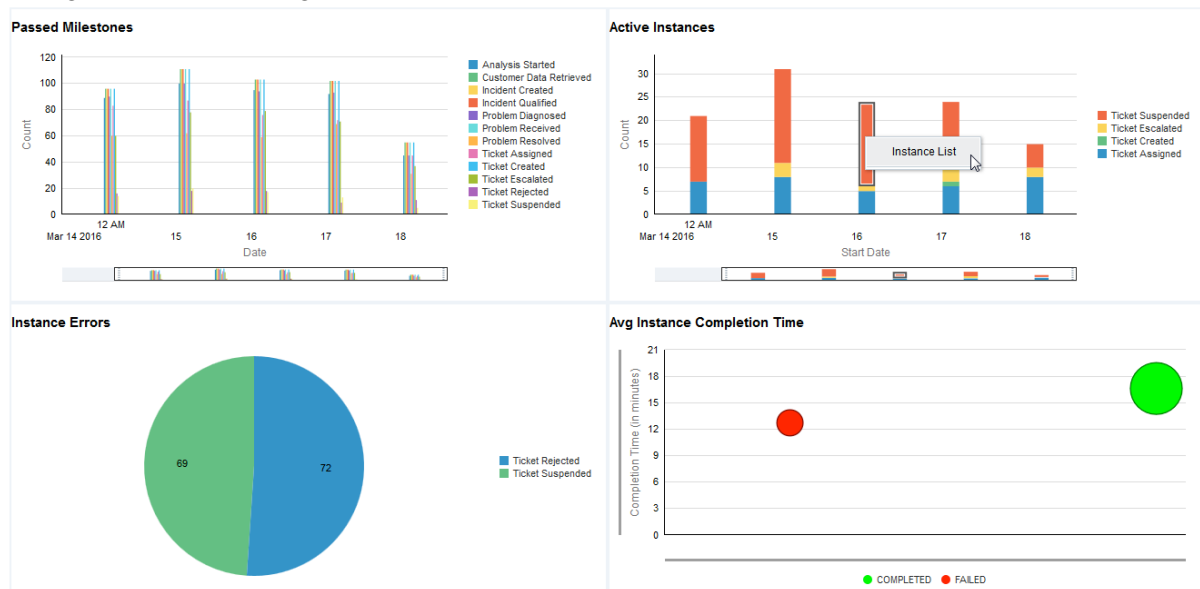 Passed Milestones
120
100
80
60
40
20
0
Count
12 AM
Mar 14 2016
15
16
17
18
Date
Analysis Started
Customer Data Retrieved
Incident Created
Incident Qualified
Problem Diagnosed
Problem Received
Problem Resolved
Ticket Assigned
Ticket Created
Ticket Escalated
Ticket Rejected
Ticket Suspended
Active Instances
30
25
20
15
10
5
0
Count
Instance List
12 AM
Mar 14 2016
15
16
17
18
Start Date
Ticket Suspended
Ticket Escalated
Ticket Created
Ticket Assigned
Instance Errors
69
72
Ticket Rejected
Ticket Suspended
Avg Instance Completion Time
21
18
15
12
9
6
3
0
Completion Time (in minutes)
COMPLETED
FAILED